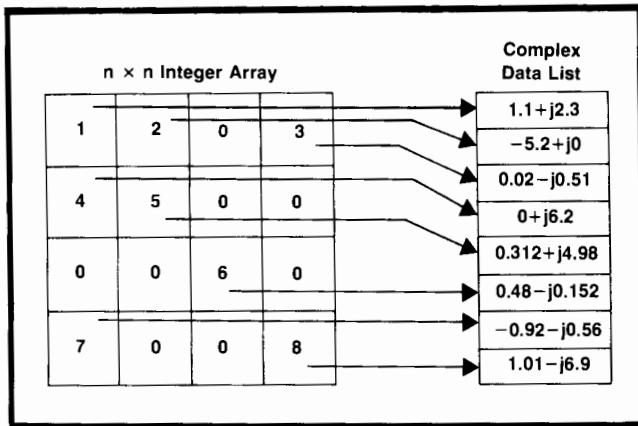 n × n Integer Array
Complex
Data List
1 2 0 3
4 5 0 0
0 0 6 0
7 0 0 8
1.1+j2.3
−5.2+j0
0.02−j0.51
0+j6.2
0.312+j4.98
0.48−j0.152
−0.92−j0.56
1.01−j6.9